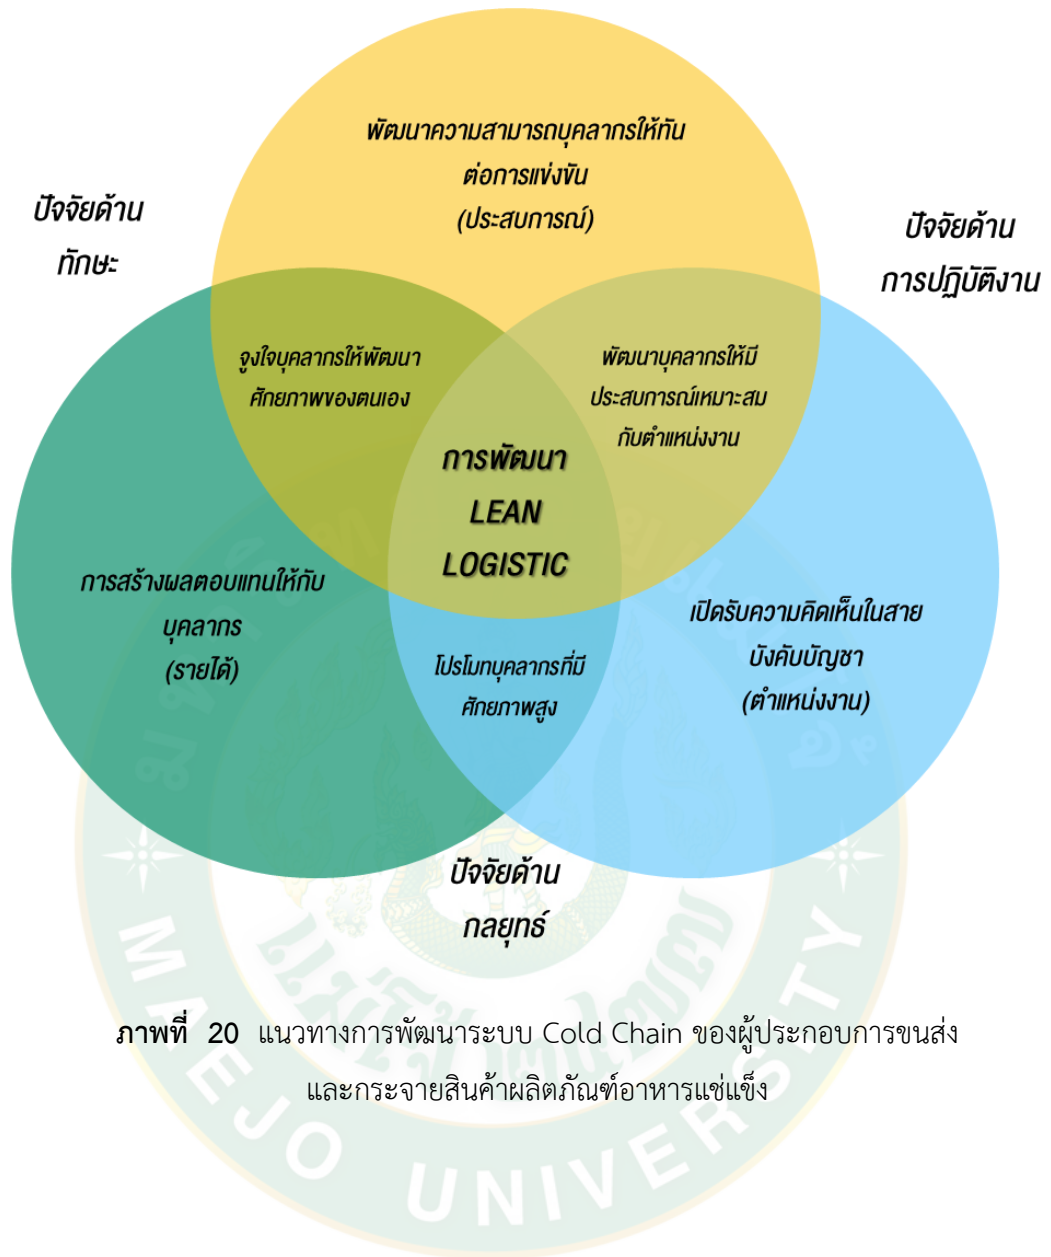 พัฒนาความสามารถบุคลากรให้ทัน
ต่อการแข่งขัน
(ประสบการณ์)
ปัจจัยด้าน
ทักษะ
ปัจจัยด้าน
การปฏิบัติงาน
จูงใจบุคลากรให้พัฒนา
ศักยภาพของตนเอง
พัฒนาบุคลากรให้มี
ประสบการณ์เหมาะสม
กับตำแหน่งงาน
การพัฒนา
LEAN
LOGISTIC
การสร้างผลตอบแทนให้กับ
บุคลากร
(รายได้)
เปิดรับความคิดเห็นในสาย
บังคับบัญชา
(ตำแหน่งงาน)
โปรโมทบุคลากรที่มี
ศักยภาพสูง
ปัจจัยด้าน
กลยุทธ์
ภาพที่ 20 แนวทางการพัฒนาระบบ Cold Chain ของผู้ประกอบการขนส่ง
และกระจายสินค้าผลิตภัณฑ์อาหารแช่แข็ง
MAEJO UNIVERSITY